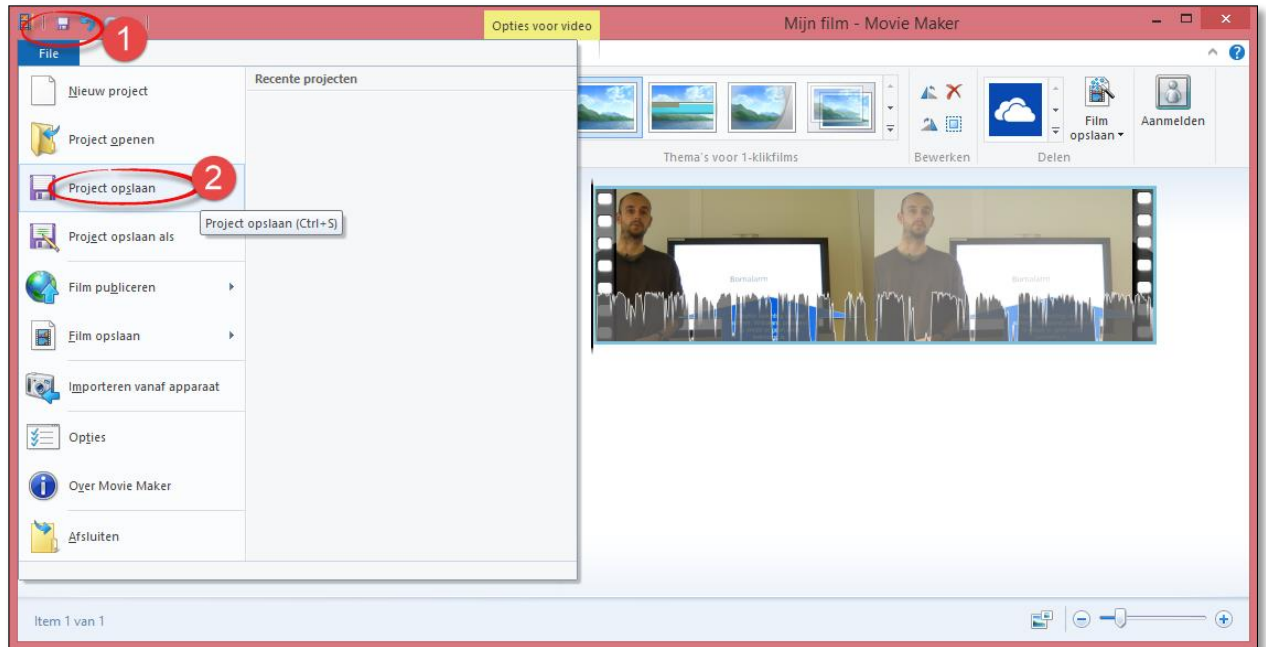 Opties voor video
Mijn film - Movie Maker
1
File
Recente projecten
Nieuw project
Project openen
Project opslaan
2
Project opslaan (Ctrl+S)
Project opslaan als
Film publiceren
Film opslaan
Importeren vanaf apparaat
Opties
Over Movie Maker
Afsluiten
Thema's voor 1-klikfilms
Bewerken
Film
opslaan
Delen
Aanmelden
Item 1 van 1